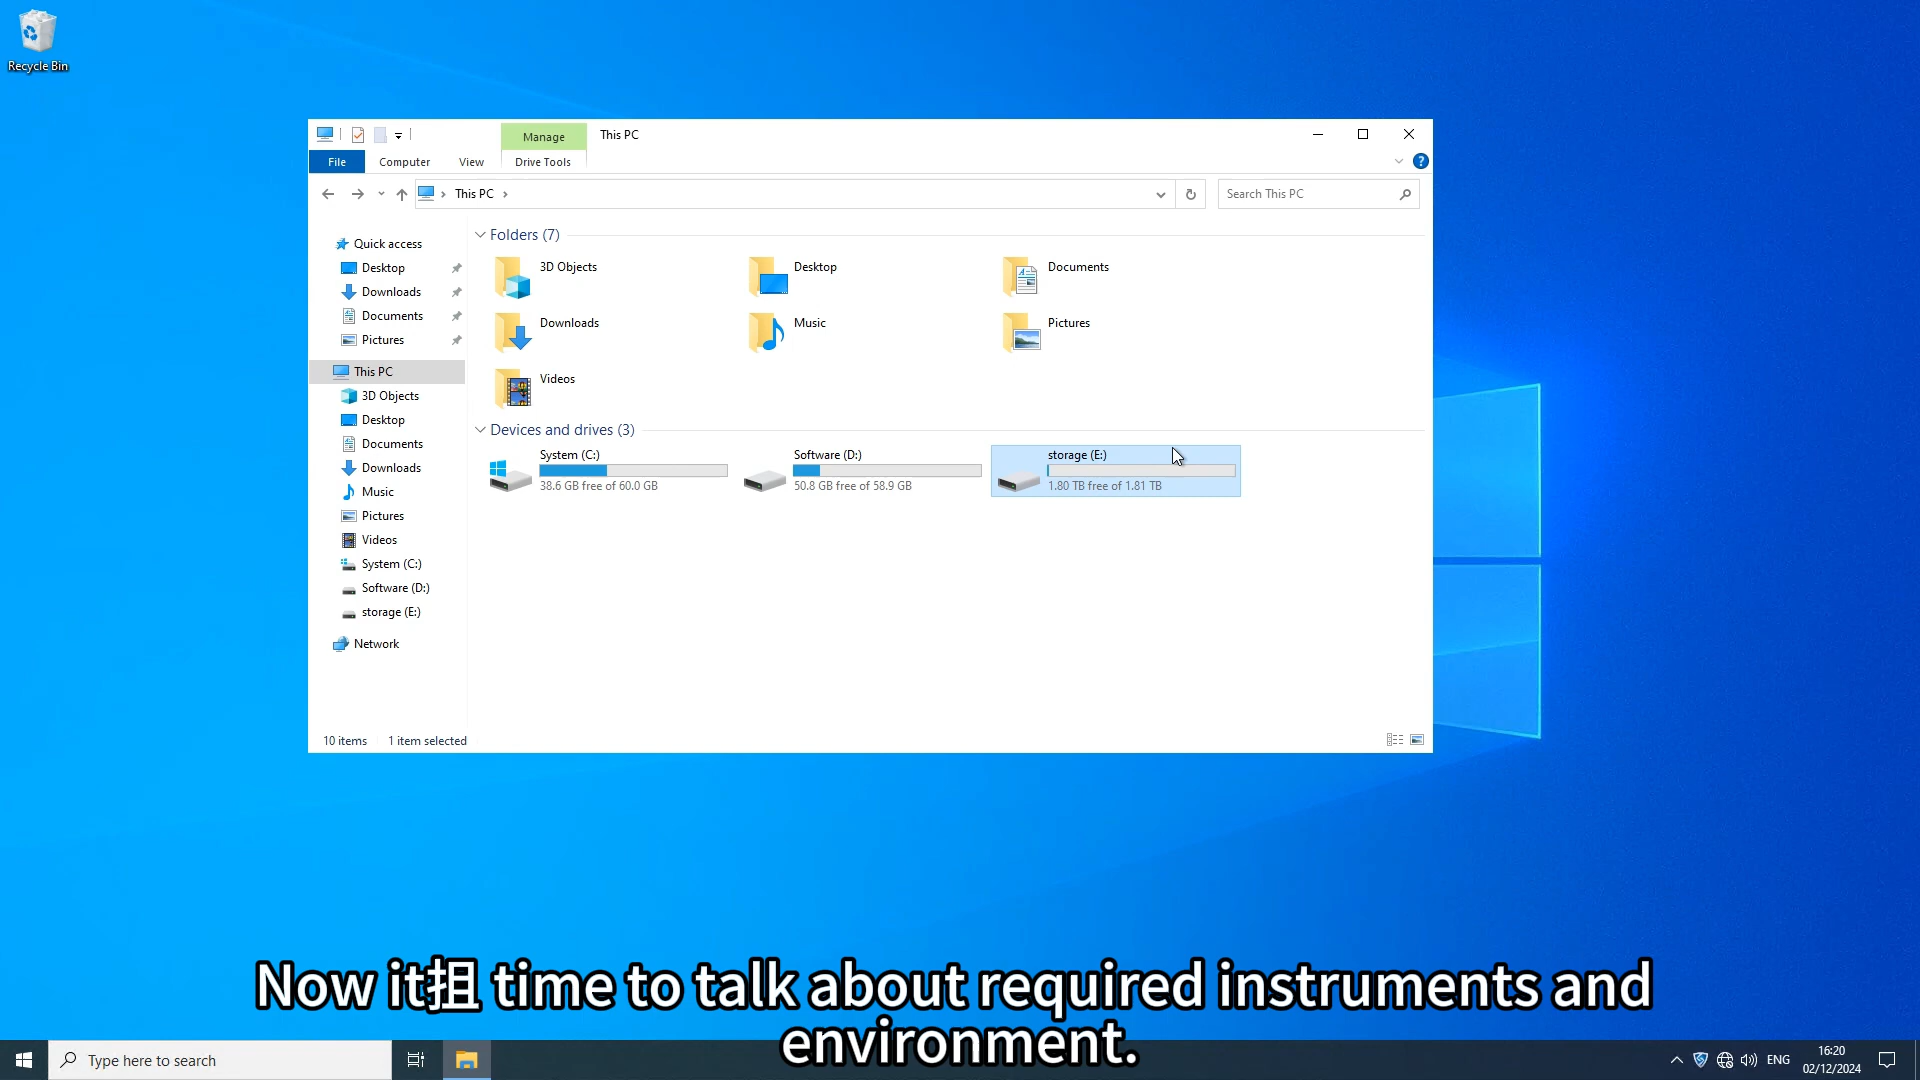 Recycle Bin
Manage
This PC
File
Computer
View
Drive Tools
This PC
Search This PC
Quick access
Desktop
Downloads
Documents
Pictures
This PC
3D Objects
Desktop
Documents
Downloads
Music
Pictures
Videos
System (C:)
Software (D:)
storage (E:)
Network
Folders (7)
3D Objects
Desktop
Documents
Downloads
Music
Pictures
Videos
Devices and drives (3)
System (C:)
38.6 GB free of 60.0 GB
Software (D:)
50.8 GB free of 58.9 GB
storage (E:)
1.80 TB free of 1.81 TB
10 items
1 item selected
Now it抯 time to talk about required instruments and
environment.
Type here to search
ENG
16:20
02/12/2024